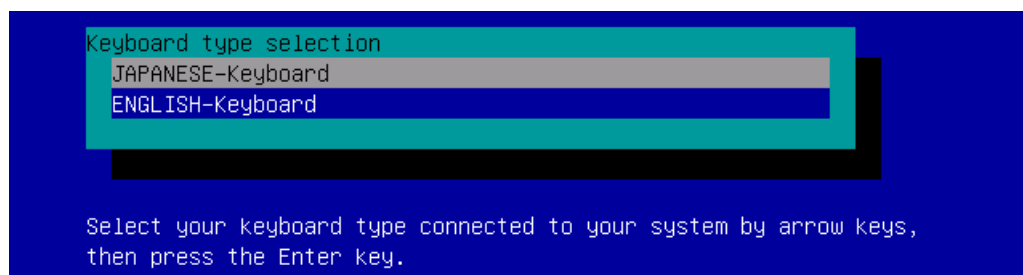 Keyboard type selection
JAPANESE-Keyboard
ENGLISH-Keyboard
Select your keyboard type connected to your system by arrow keys,
then press the Enter key.